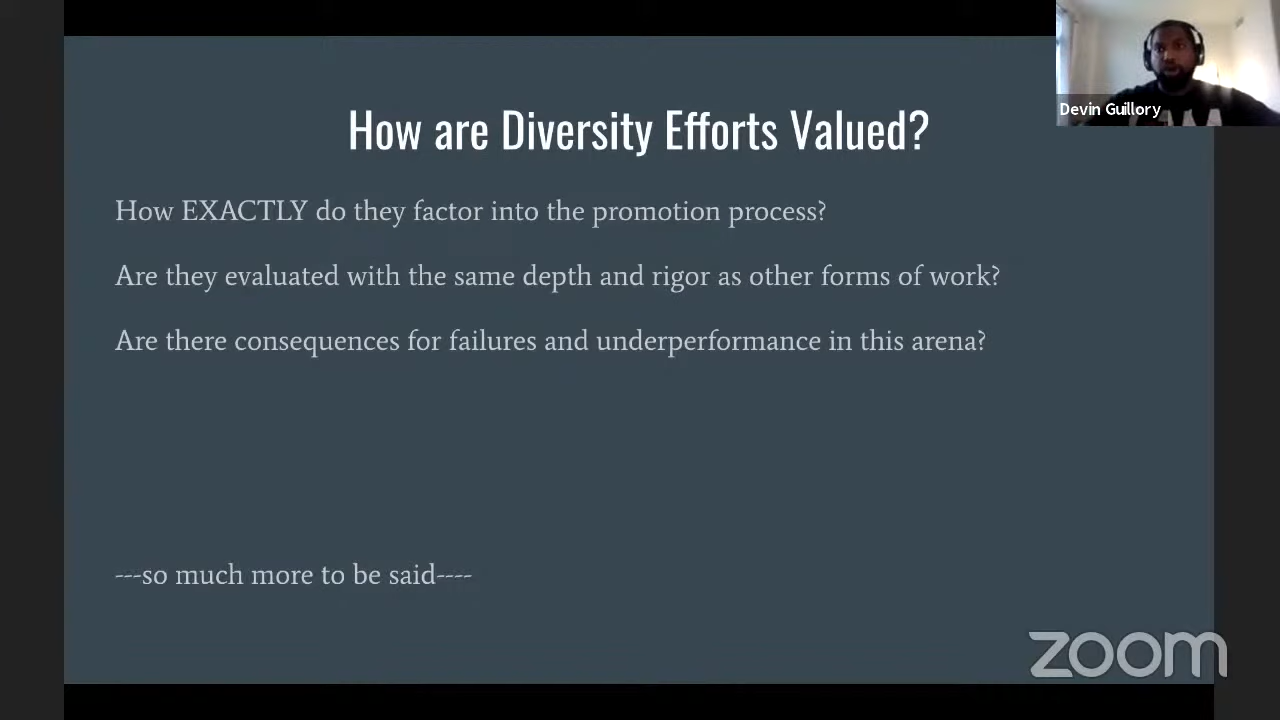 Devin Guillory
How are Diversity Efforts Valued?
How EXACTLY do they factor into the promotion process?
Are they evaluated with the same depth and rigor as other forms of work?
Are there consequences for failures and underperformance in this arena?
---so much more to be said----
zoom